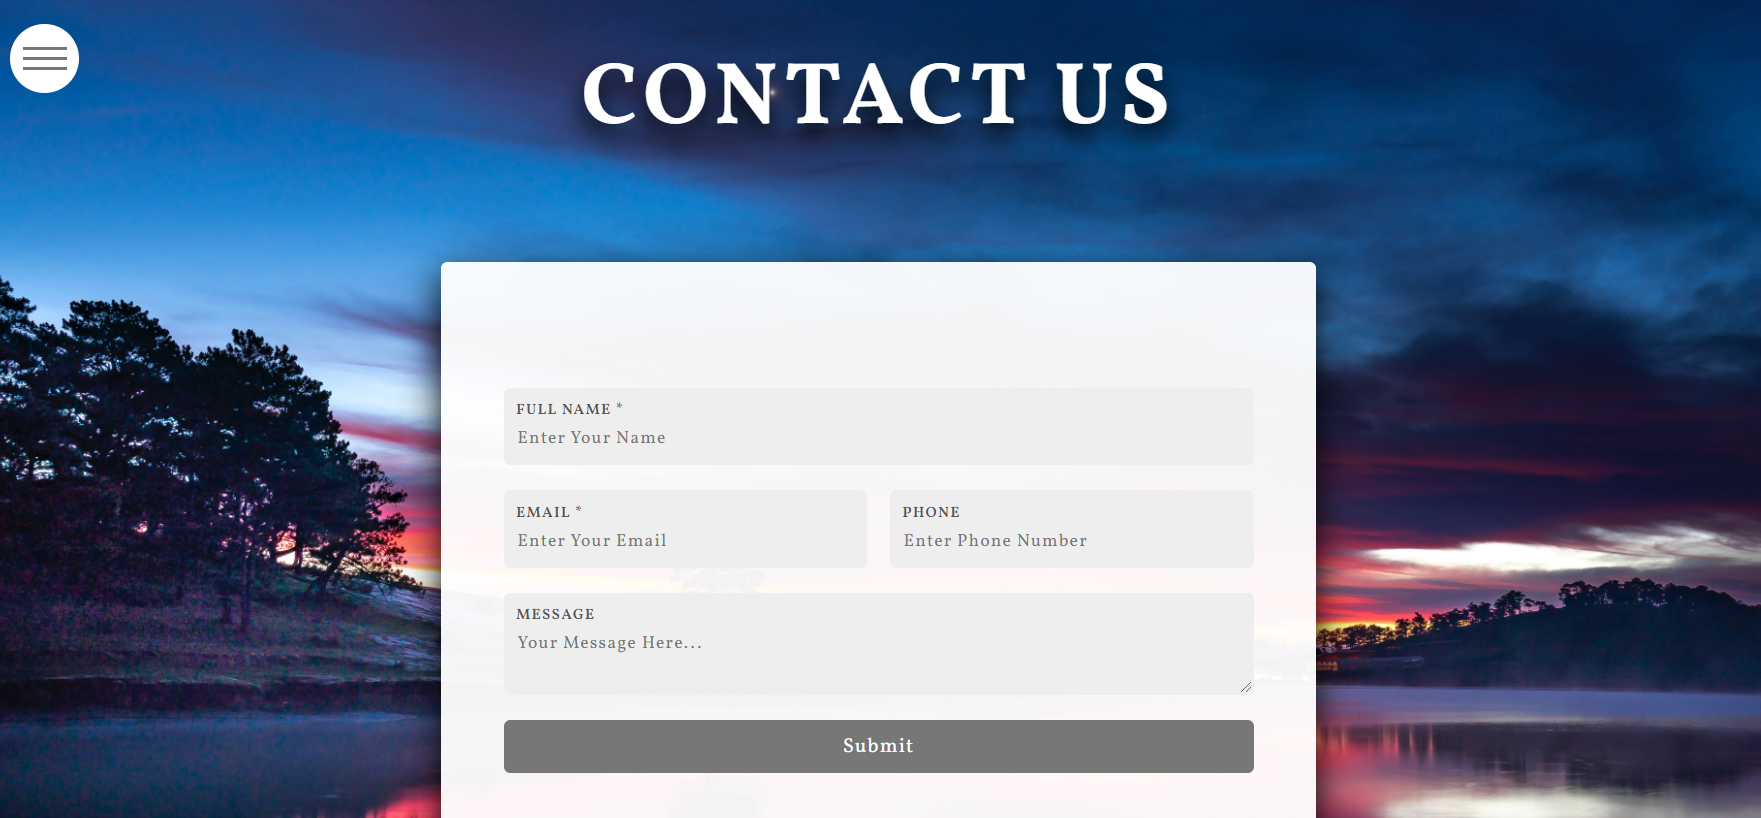 CONTACT US
FULL NAME *
Enter Your Name
EMAIL *
Enter Your Email
PHONE
Enter Phone Number
MESSAGE
Your Message Here...
Submit